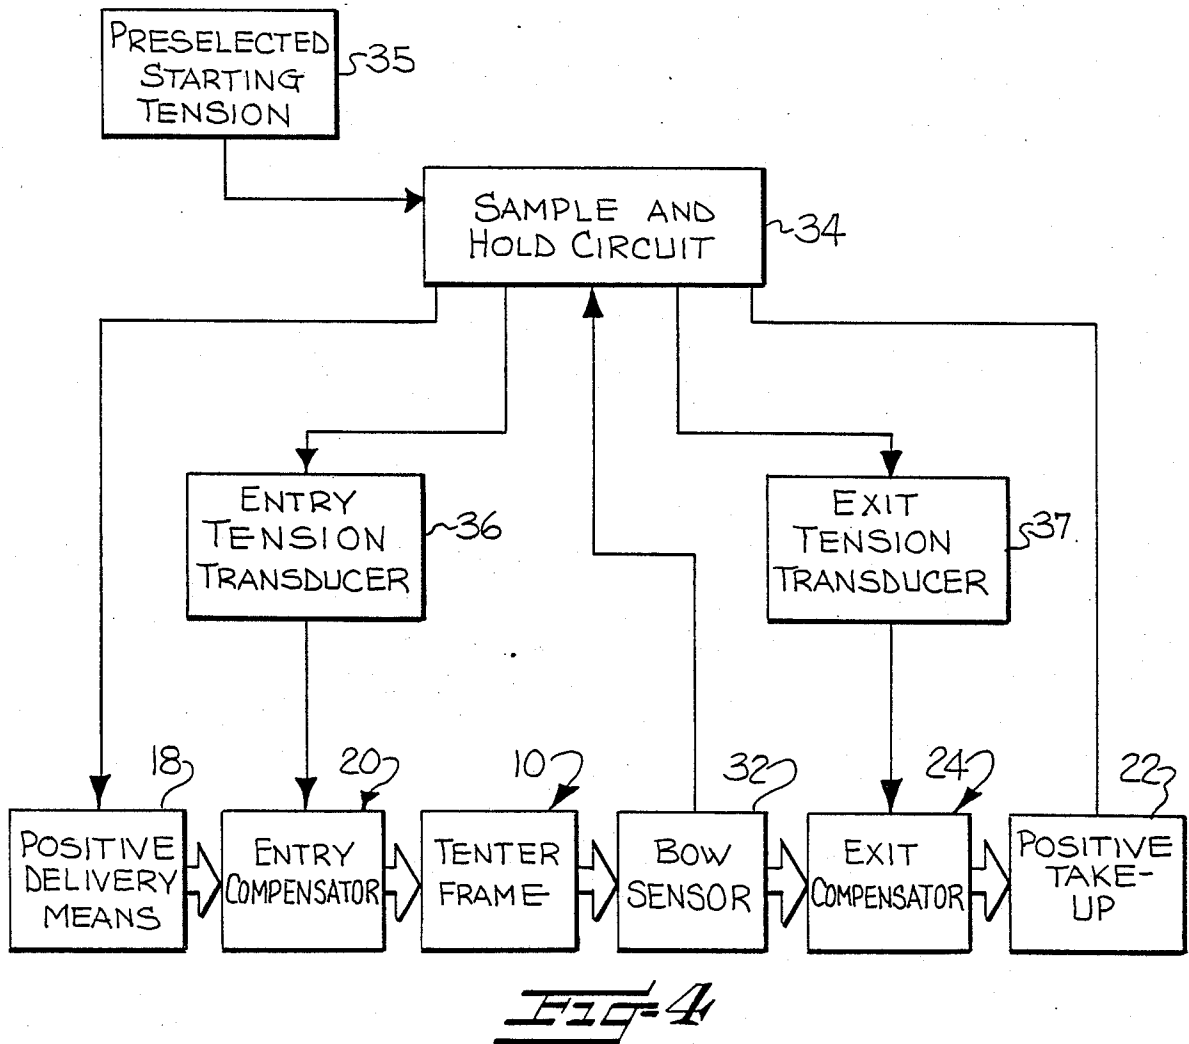 PRESELECTED
STARTING
TENSION
35
SAMPLE AND
HOLD CIRCUIT
34
ENTRY
TENSION
TRANSDUCER
36
EXIT
TENSION
TRANSDUCER
37
18
20
10
32
24
22
POSITIVE
DELIVERY
MEANS
ENTRY
COMPENSATOR
TENTER
FRAME
BOW
SENSOR
EXIT
COMPENSATOR
POSITIVE
TAKE-
UP
Fig-4